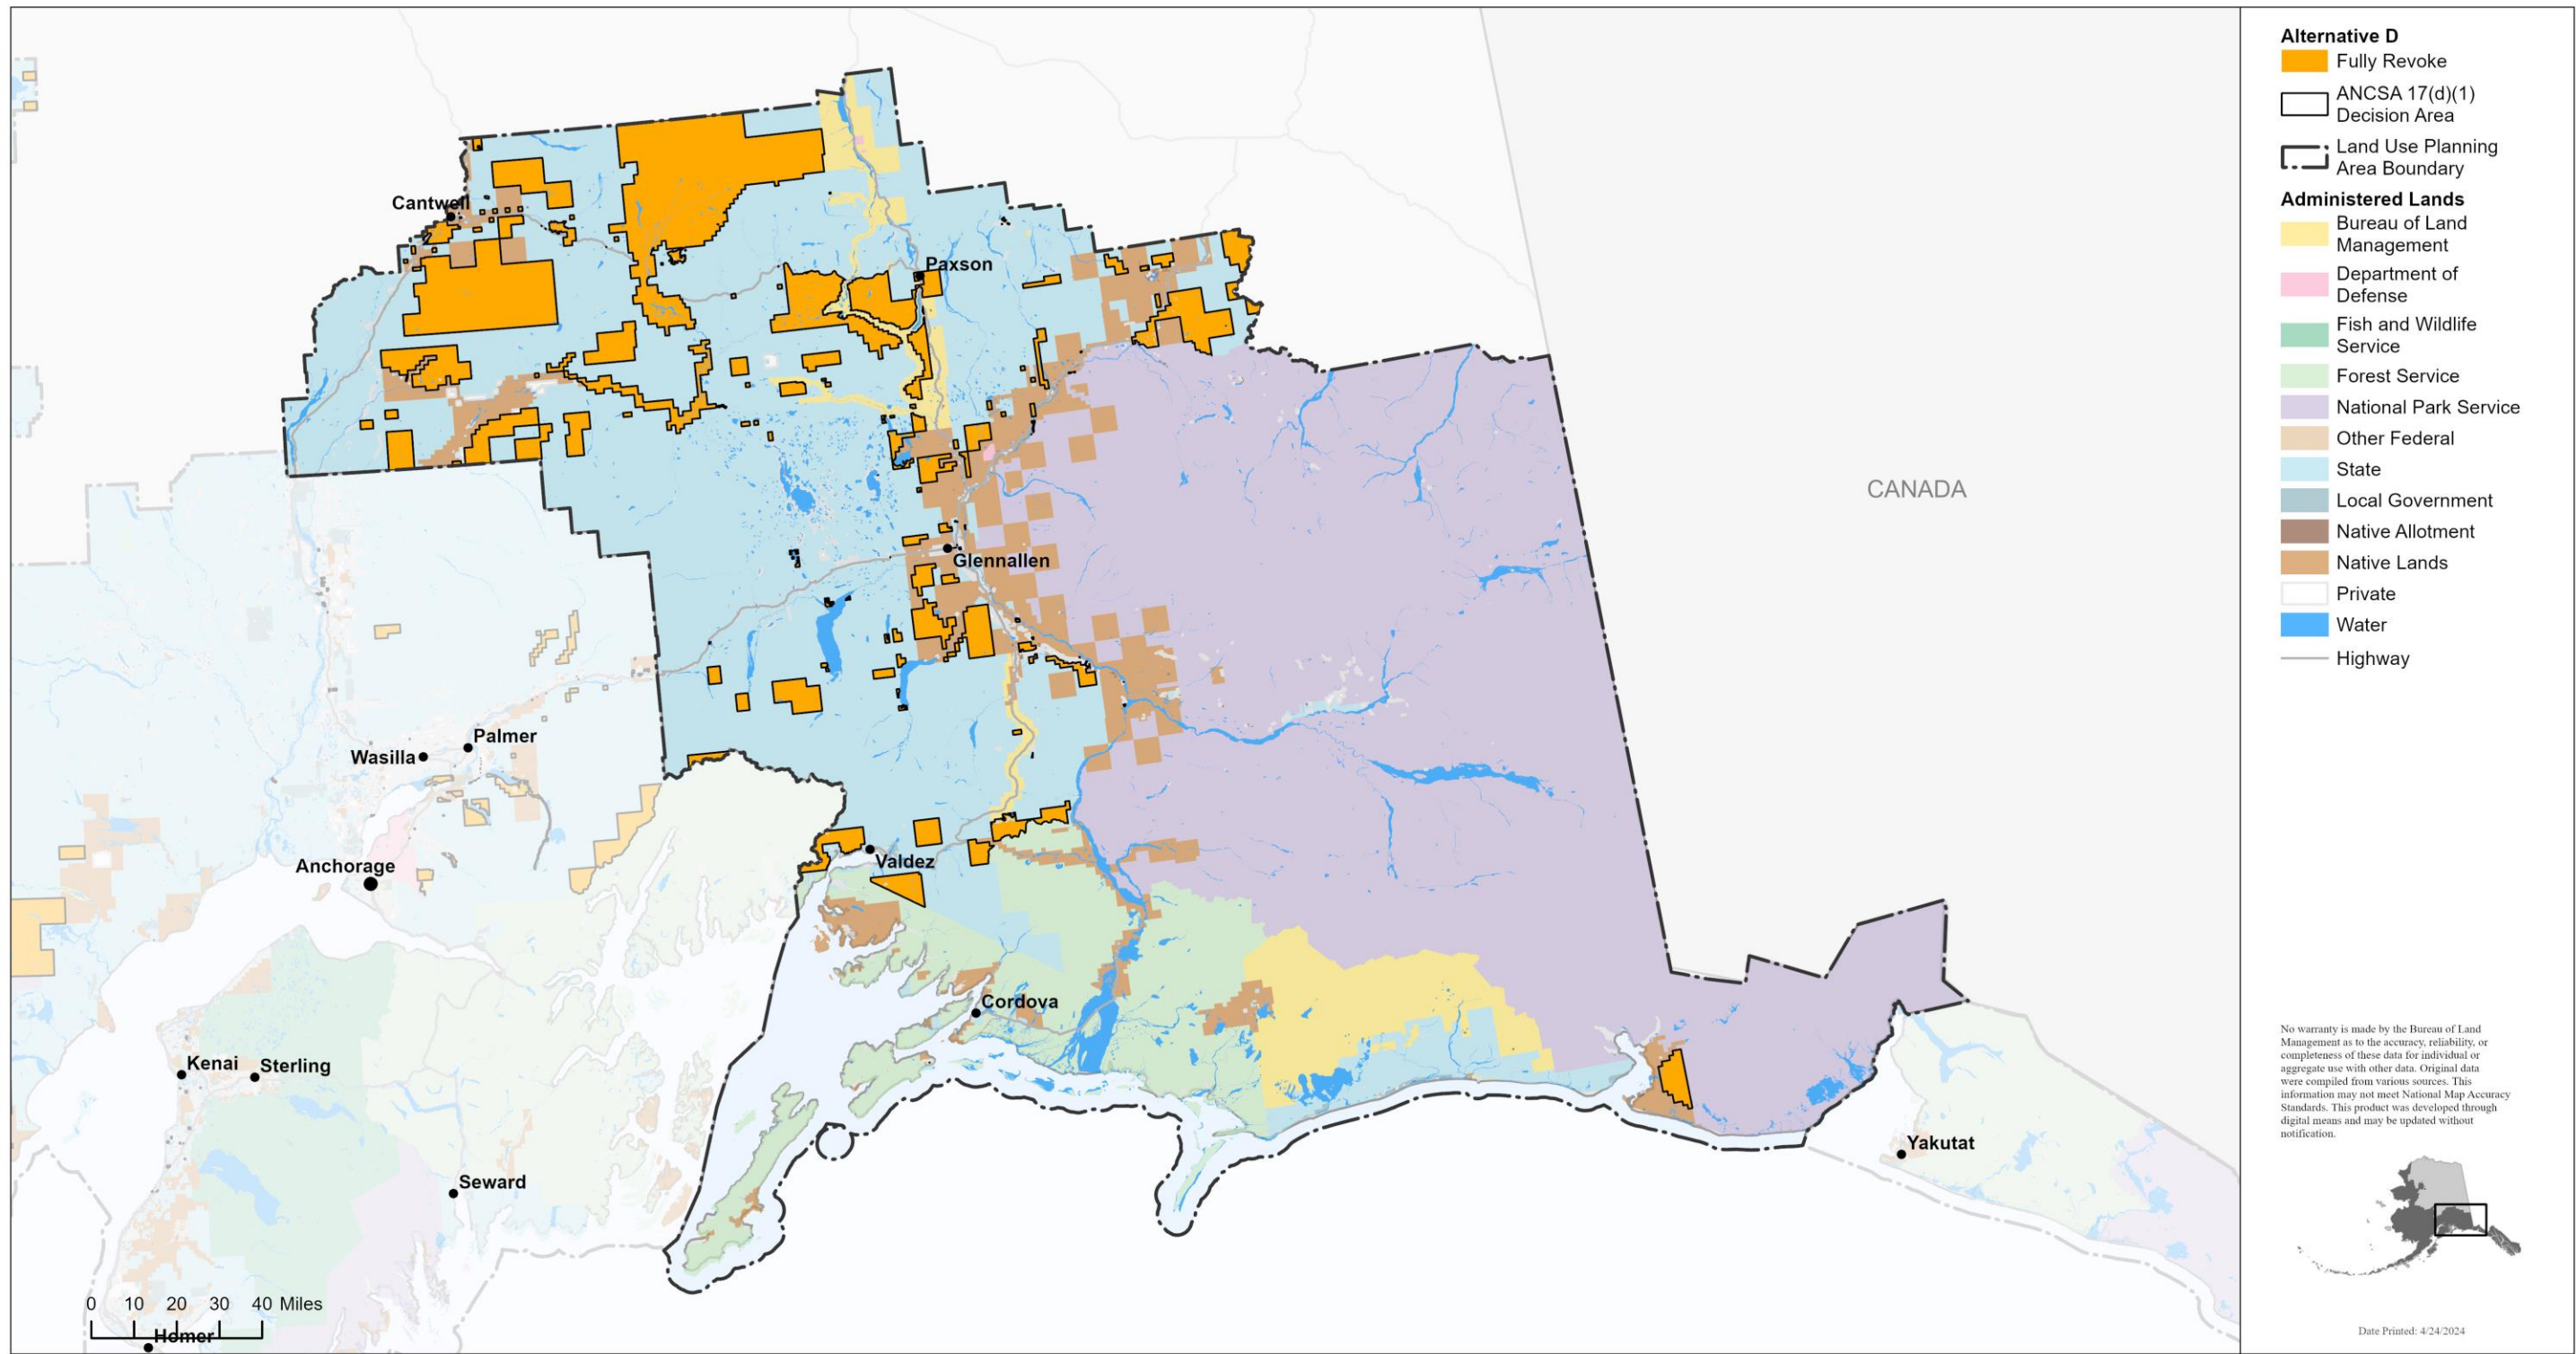 Cantwell
Paxson
CANADA
Glennallen
Palmer
Wasilla
Anchorage
Valdez
Cordova
Kenai
Sterling
Yakutat
Seward
0 10 20 30 40 Miles
Homer
Alternative D
Fully Revoke
ANCSA 17(d)(1)
Decision Area
Land Use Planning
Area Boundary
Administered Lands
Bureau of Land
Management
Department of
Defense
Fish and Wildlife
Service
Forest Service
National Park Service
Other Federal
State
Local Government
Native Allotment
Native Lands
Private
Water
Highway
No warranty is made by the Bureau of Land
Management as to the accuracy, reliability, or
completeness of these data for individual or
aggregate use with other data. Original data
were compiled from various sources. This
information may not meet National Map Accuracy
Standards. This product was developed through
digital means and may be updated without
notification.
Date Printed: 4/24/2024